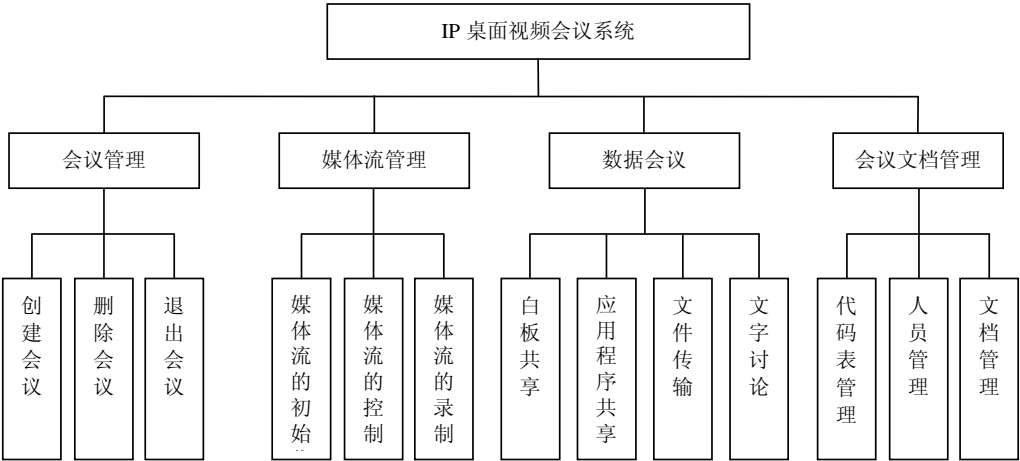 IP 桌面视频会议系统
会议管理
媒体流管理
数据会议
会议文档管理
创建会议
删除会议
退出会议
媒体流的初始
媒体流的控制
媒体流的录制
白板共享
应用程序共享
文件传输
文字讨论
代码表管理
人员管理
文档管理